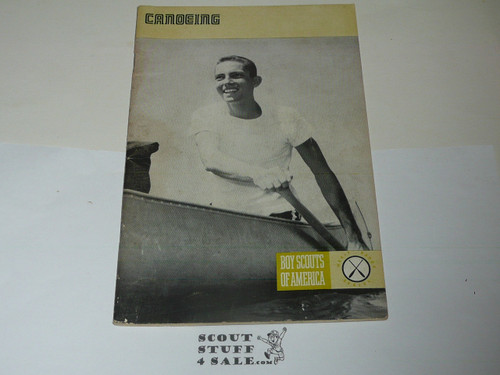 CANOEING
BOY SCOUTS
OF AMERICA
SCOUT
STUFF
4 SALE.com